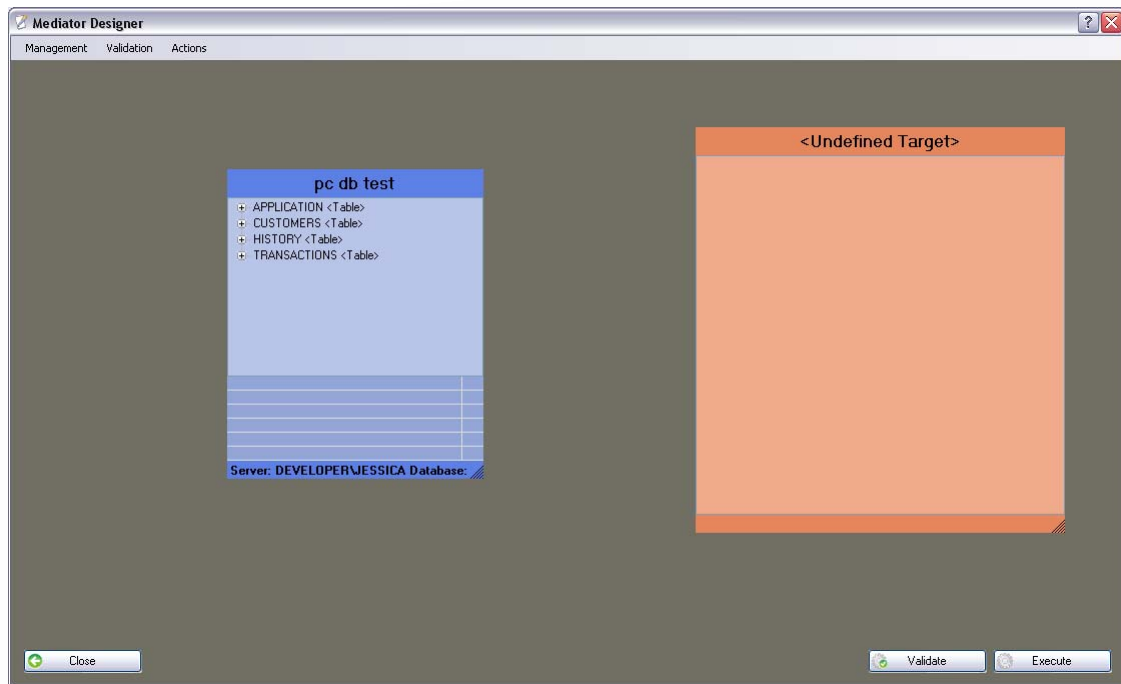 Mediator Designer
Management Validation Actions
<Undefined Target>
pc db test
APPLICATION <Table>
CUSTOMERS <Table>
HISTORY <Table>
TRANSACTIONS <Table>
Server: DEVELOPER\JESSICA Database:
Close Validate Execute